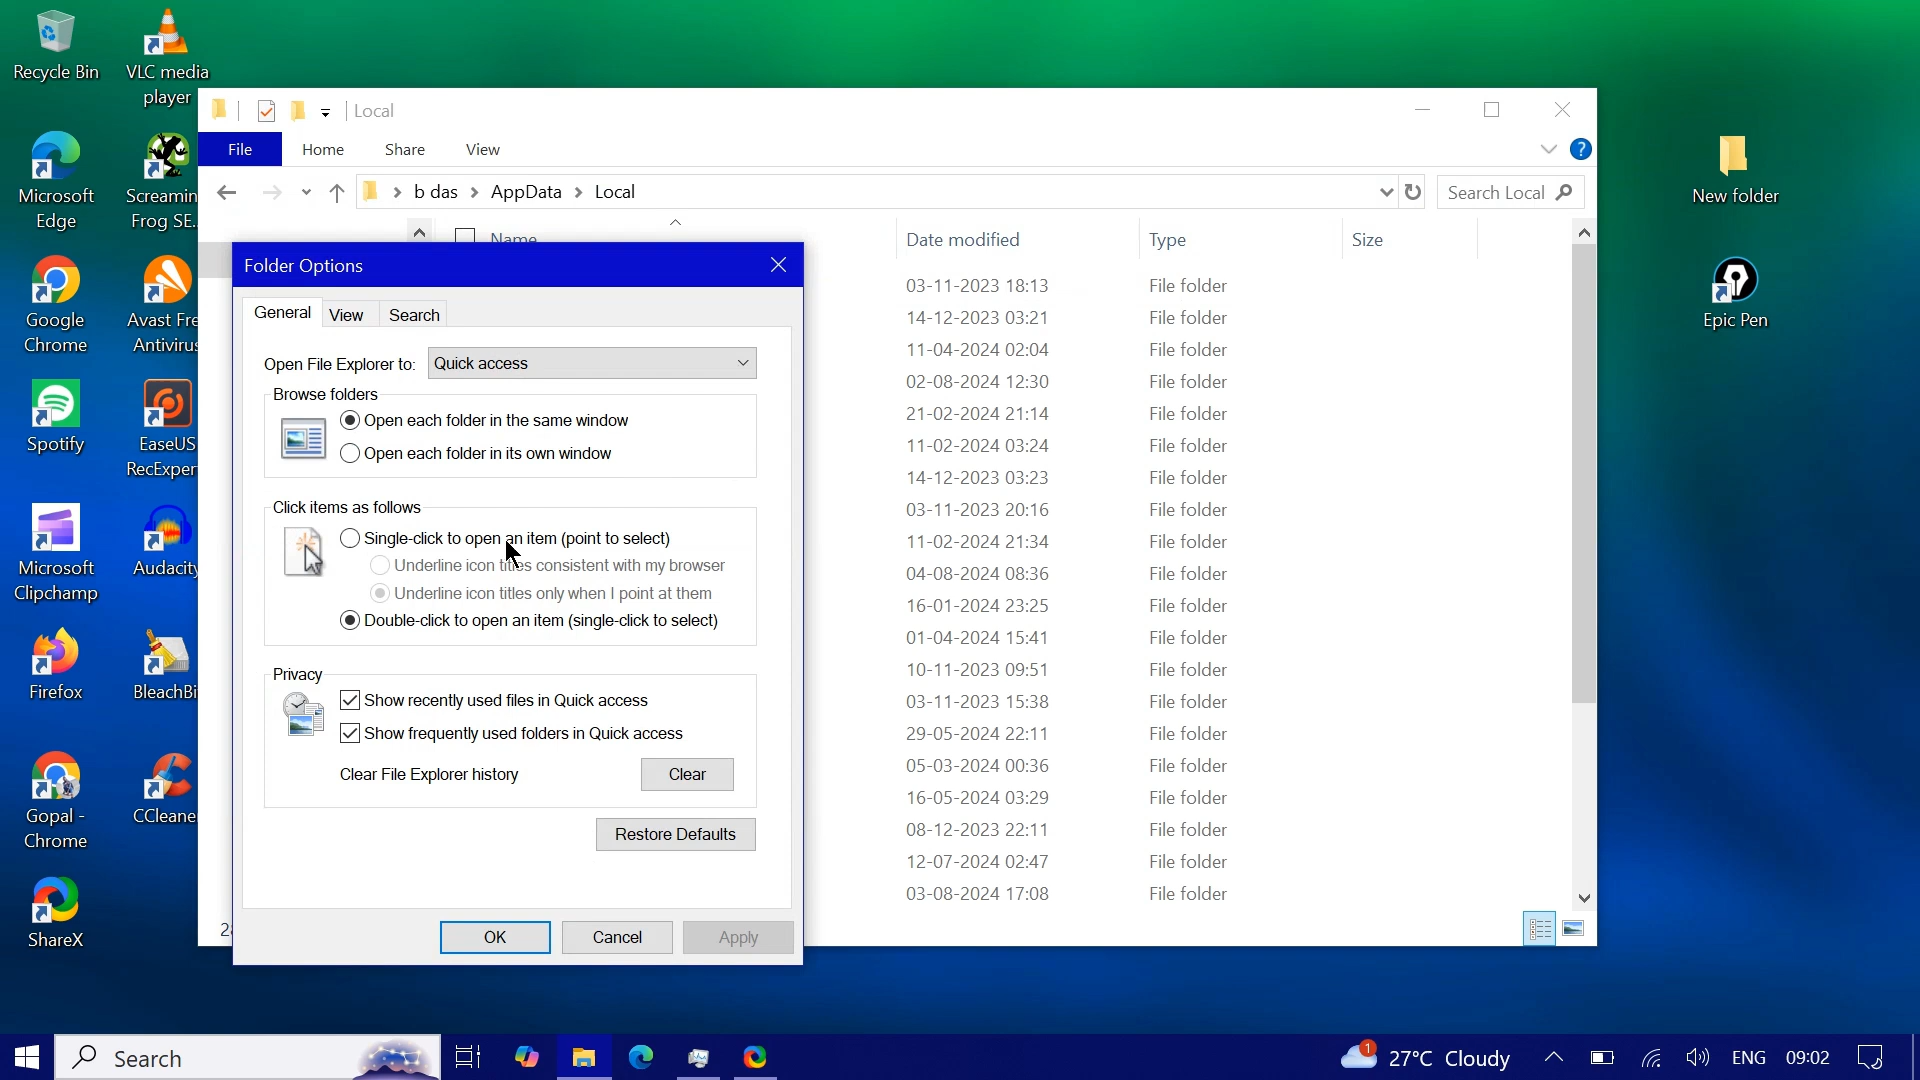 Recycle Bin
VLC media
player
Microsoft
Edge
Screamin
Frog SE...
Google
Chrome
Avast Fre
Antivirus
Spotify
EaseUS
RecExper
Microsoft
Clipchamp
Audacity
Firefox
BleachBi
Gopal -
Chrome
CCleane
ShareX
New folder
Epic Pen
Local
File Home Share View
?
b das > AppData > Local
Search Local
Name Date modified Type Size
03-11-2023 18:13 File folder
14-12-2023 03:21 File folder
11-04-2024 02:04 File folder
02-08-2024 12:30 File folder
21-02-2024 21:14 File folder
11-02-2024 03:24 File folder
14-12-2023 03:23 File folder
03-11-2023 20:16 File folder
11-02-2024 21:34 File folder
04-08-2024 08:36 File folder
16-01-2024 23:25 File folder
01-04-2024 15:41 File folder
10-11-2023 09:51 File folder
03-11-2023 15:38 File folder
29-05-2024 22:11 File folder
05-03-2024 00:36 File folder
16-05-2024 03:29 File folder
08-12-2023 22:11 File folder
12-07-2024 02:47 File folder
03-08-2024 17:08 File folder
Folder Options
General View Search
Open File Explorer to: Quick access
Browse folders
Open each folder in the same window
Open each folder in its own window
Click items as follows
Single-click to open an item (point to select)
Underline icon titles consistent with my browser
Underline icon titles only when I point at them
Double-click to open an item (single-click to select)
Privacy
Show recently used files in Quick access
Show frequently used folders in Quick access
Clear File Explorer history Clear
Restore Defaults
OK Cancel Apply
Search
1
27°C Cloudy
ENG 09:02